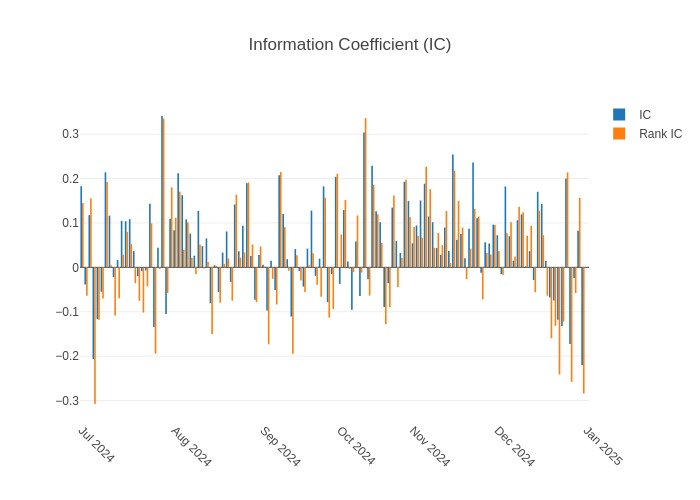 Information Coefficient (IC)
IC
Rank IC
0.3
0.2
0.1
0
−0.1
−0.2
−0.3
Jul 2024
Aug 2024
Sep 2024
Oct 2024
Nov 2024
Dec 2024
Jan 2025